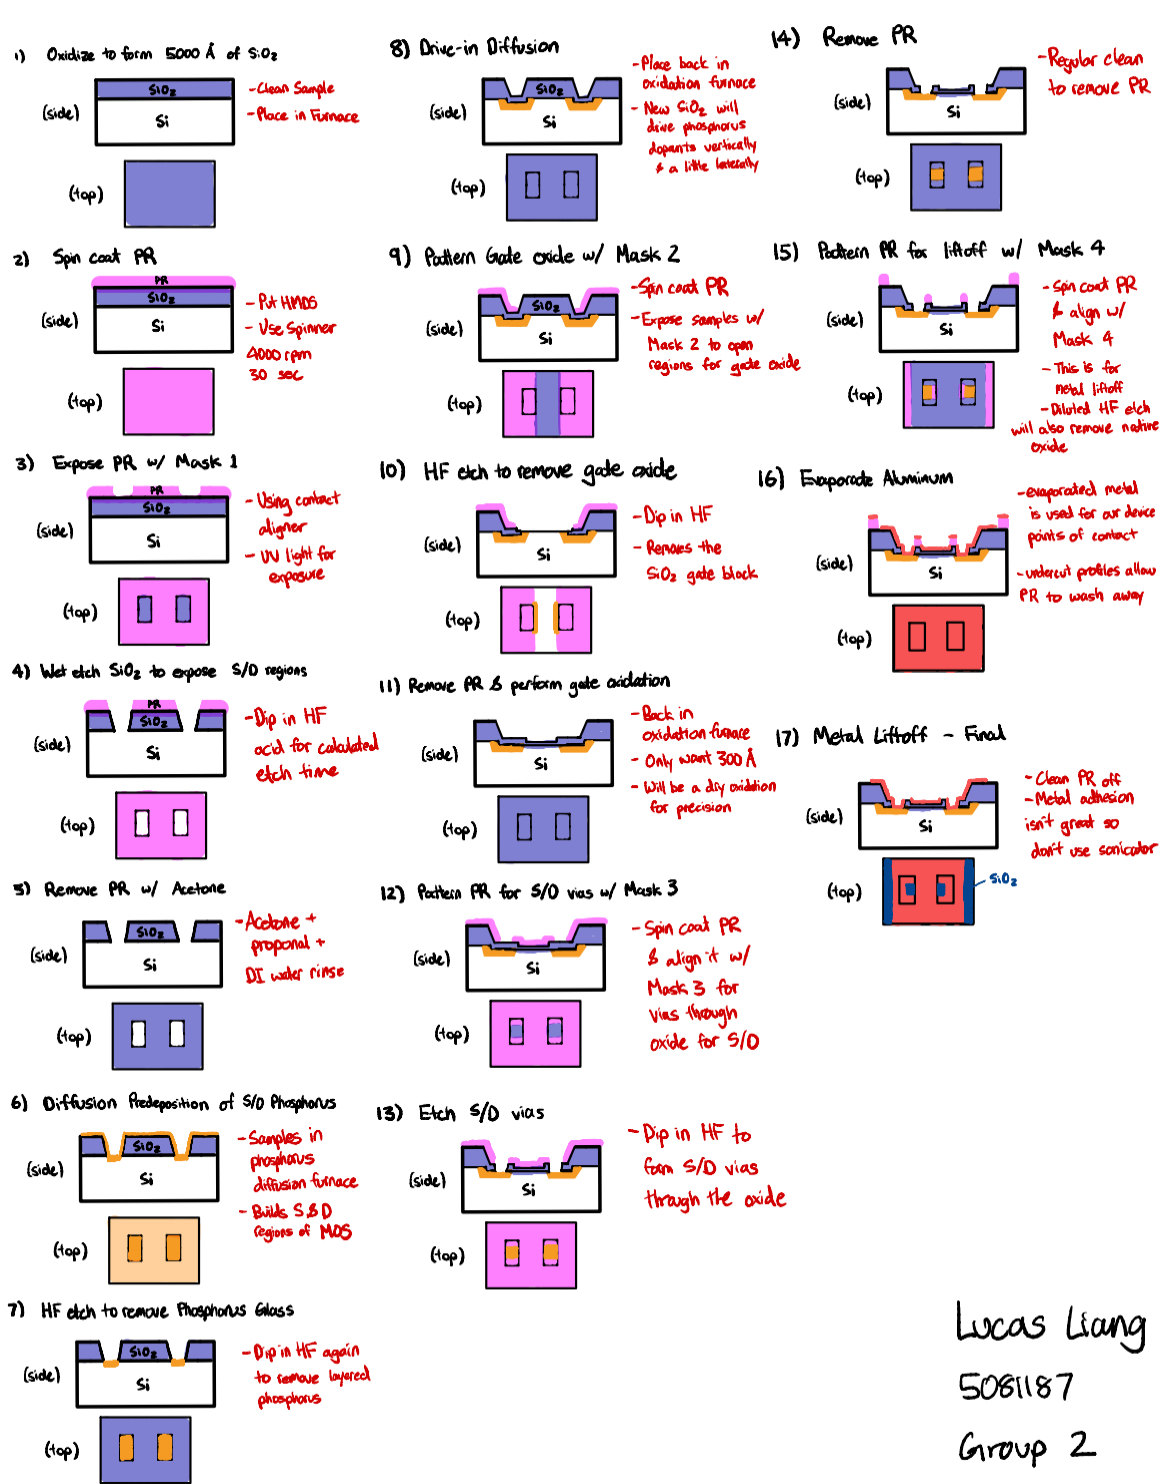 1) Oxidize to form 5000 Å of SiO₂
SiO₂
(side)
Si
- Clean Sample
- Place in Furnace
(top)
2) Spin coat PR
PR
SiO₂
(side)
Si
- Put HMDS
- Use Spinner
4000 rpm
30 sec
(top)
3) Expose PR w/ Mask 1
PR
SiO₂
(side)
Si
- Using contact
aligner
- UV light for
exposure
(top)
4) Wet etch SiO₂ to expose S/D regions
PR
SiO₂
(side)
Si
- Dip in HF
acid for calculated
etch time
(top)
5) Remove PR w/ Acetone
SiO₂
(side)
Si
- Acetone +
propanal +
DI water rinse
(top)
6) Diffusion Predeposition of S/D Phosphorus
SiO₂
(side)
Si
- Samples in
phosphorus
diffusion furnace
- Builds S & D
regions of MOS
(top)
7) HF etch to remove Phosphorus Glass
SiO₂
(side)
Si
- Dip in HF again
to remove layered
phosphorus
(top)
8) Drive-in Diffusion
SiO₂
(side)
Si
- Place back in
oxidation furnace
- New SiO₂ will
drive phosphorus
dopants vertically
& a little laterally
(top)
9) Pattern Gate oxide w/ Mask 2
SiO₂
(side)
Si
- Spin coat PR
- Expose samples w/
Mask 2 to open
regions for gate oxide
(top)
10) HF etch to remove gate oxide
(side)
Si
- Dip in HF
- Removes the
SiO₂ gate block
(top)
11) Remove PR & perform gate oxidation
(side)
Si
- Back in
oxidation furnace
- Only want 300 Å
- Will be a dry oxidation
for precision
(top)
12) Pattern PR for S/D vias w/ Mask 3
(side)
Si
- Spin coat PR
& align it w/
Mask 3 for
vias through
oxide for S/D
(top)
13) Etch S/D vias
(side)
Si
- Dip in HF to
form S/D vias
through the oxide
(top)
14) Remove PR
(side)
Si
- Regular clean
to remove PR
(top)
15) Pattern PR for liftoff w/ Mask 4
(side)
Si
- Spin coat PR
& align w/
Mask 4
- This is for
metal liftoff
- Diluted HF etch
will also remove native
oxide
(top)
16) Evaporate Aluminum
(side)
Si
- evaporated metal
is used for our device
points of contact
- undercut profiles allow
PR to wash away
(top)
17) Metal Liftoff - Final
(side)
Si
- Clean PR off
- Metal adhesion
isn't great so
don't use sonicator
(top)
SiO₂
Lucas Liang
5081187
Group 2